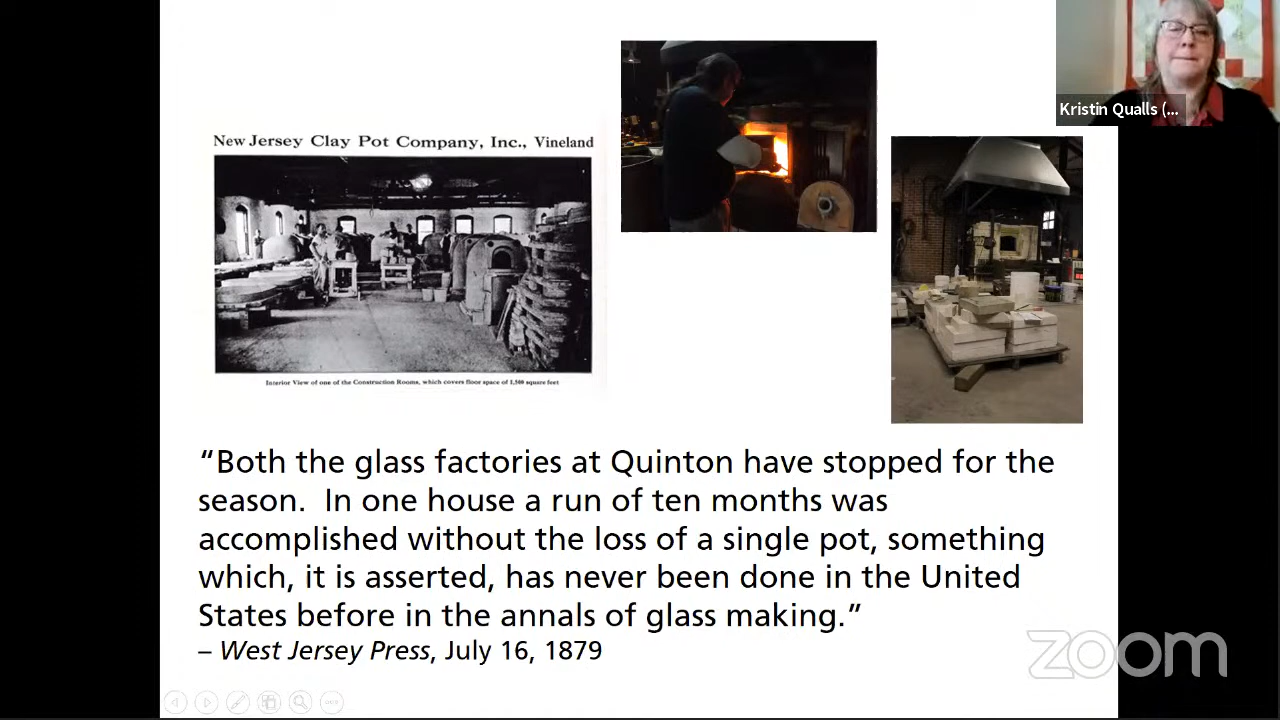 Kristin Qualls (...
New Jersey Clay Pot Company, Inc., Vineland
Interior View of one of the Construction Rooms, which covers floor space of 1,500 square feet
“Both the glass factories at Quinton have stopped for the
season.  In one house a run of ten months was
accomplished without the loss of a single pot, something
which, it is asserted, has never been done in the United
States before in the annals of glass making.”
– West Jersey Press, July 16, 1879
zoom